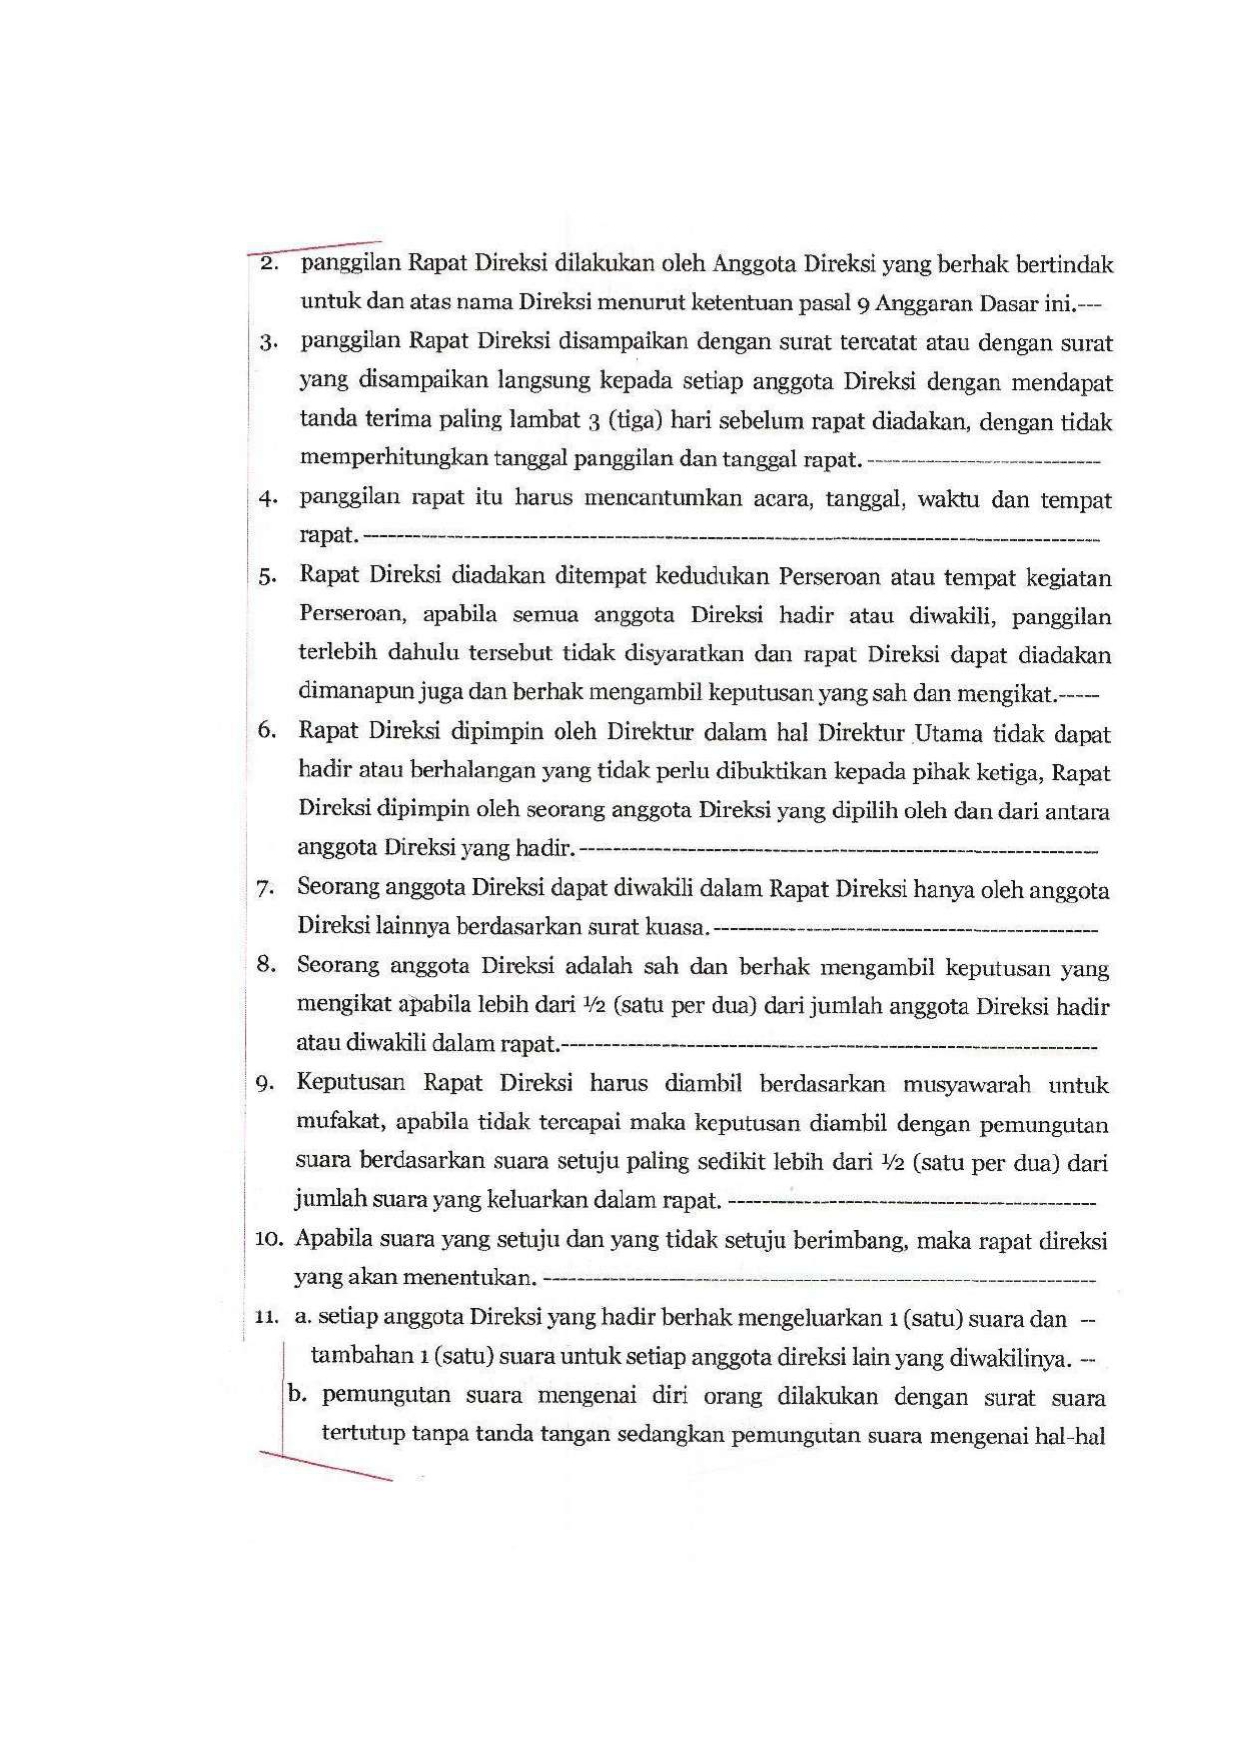 2. panggilan Rapat Direksi dilakukan oleh Anggota Direksi yang berhak bertindak
untuk dan atas nama Direksi menurut ketentuan pasal 9 Anggaran Dasar ini.---
3. panggilan Rapat Direksi disampaikan dengan surat tercatat atau dengan surat
yang disampaikan langsung kepada setiap anggota Direksi dengan mendapat
tanda terima paling lambat 3 (tiga) hari sebelum rapat diadakan, dengan tidak
memperhitungkan tanggal panggilan dan tanggal rapat. ----------------------------
4. panggilan rapat itu harus mencantumkan acara, tanggal, waktu dan tempat
rapat. ----------------------------------------------------------------------------------------
5. Rapat Direksi diadakan ditempat kedudukan Perseroan atau tempat kegiatan
Perseroan, apabila semua anggota Direksi hadir atau diwakili, panggilan
terlebih dahulu tersebut tidak disyaratkan dan rapat Direksi dapat diadakan
dimanapun juga dan berhak mengambil keputusan yang sah dan mengikat.-----
6. Rapat Direksi dipimpin oleh Direktur dalam hal Direktur Utama tidak dapat
hadir atau berhalangan yang tidak perlu dibuktikan kepada pihak ketiga, Rapat
Direksi dipimpin oleh seorang anggota Direksi yang dipilih oleh dan dari antara
anggota Direksi yang hadir. --------------------------------------------------------------
7. Seorang anggota Direksi dapat diwakili dalam Rapat Direksi hanya oleh anggota
Direksi lainnya berdasarkan surat kuasa. ----------------------------------------------
8. Seorang anggota Direksi adalah sah dan berhak mengambil keputusan yang
mengikat apabila lebih dari ½ (satu per dua) dari jumlah anggota Direksi hadir
atau diwakili dalam rapat.----------------------------------------------------------------
9. Keputusan Rapat Direksi harus diambil berdasarkan musyawarah untuk
mufakat, apabila tidak tercapai maka keputusan diambil dengan pemungutan
suara berdasarkan suara setuju paling sedikit lebih dari ½ (satu per dua) dari
jumlah suara yang keluarkan dalam rapat. --------------------------------------------
10. Apabila suara yang setuju dan yang tidak setuju berimbang, maka rapat direksi
yang akan menentukan. ------------------------------------------------------------------
11. a. setiap anggota Direksi yang hadir berhak mengeluarkan 1 (satu) suara dan --
tambahan 1 (satu) suara untuk setiap anggota direksi lain yang diwakilinya. --
b. pemungutan suara mengenai diri orang dilakukan dengan surat suara
tertutup tanpa tanda tangan sedangkan pemungutan suara mengenai hal-hal